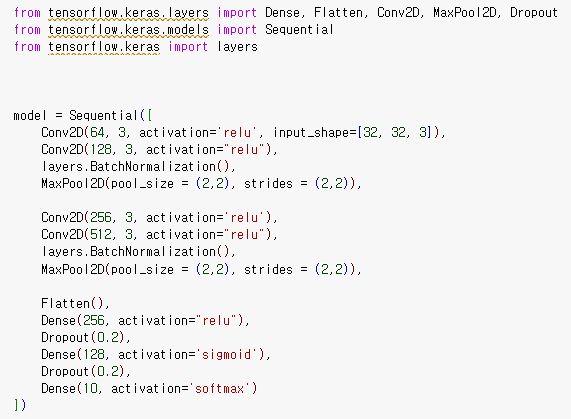 from tensorflow.keras.layers import Dense, Flatten, Conv2D, MaxPool2D, Dropout
from tensorflow.keras.models import Sequential
from tensorflow.keras import layers
model = Sequential([
    Conv2D(64, 3, activation='relu', input_shape=[32, 32, 3]),
    Conv2D(128, 3, activation="relu"),
    layers.BatchNormalization(),
    MaxPool2D(pool_size = (2,2), strides = (2,2)),
    Conv2D(256, 3, activation='relu'),
    Conv2D(512, 3, activation="relu"),
    layers.BatchNormalization(),
    MaxPool2D(pool_size = (2,2), strides = (2,2)),
    Flatten(),
    Dense(256, activation="relu"),
    Dropout(0.2),
    Dense(128, activation='sigmoid'),
    Dropout(0.2),
    Dense(10, activation='softmax')
])